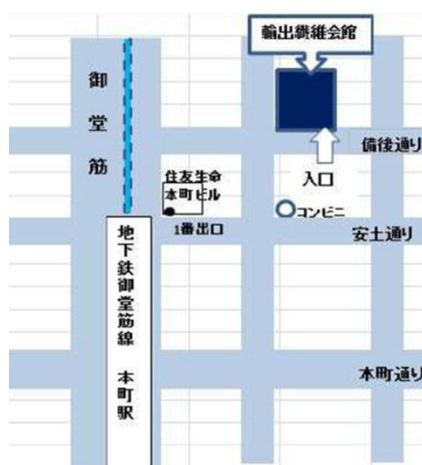 輸出繊維会館
御堂筋
備後通り
入口
住友生命
本町ビル
コンビニ
1番出口
安土通り
地下鉄御堂筋線 本町駅
本町通り